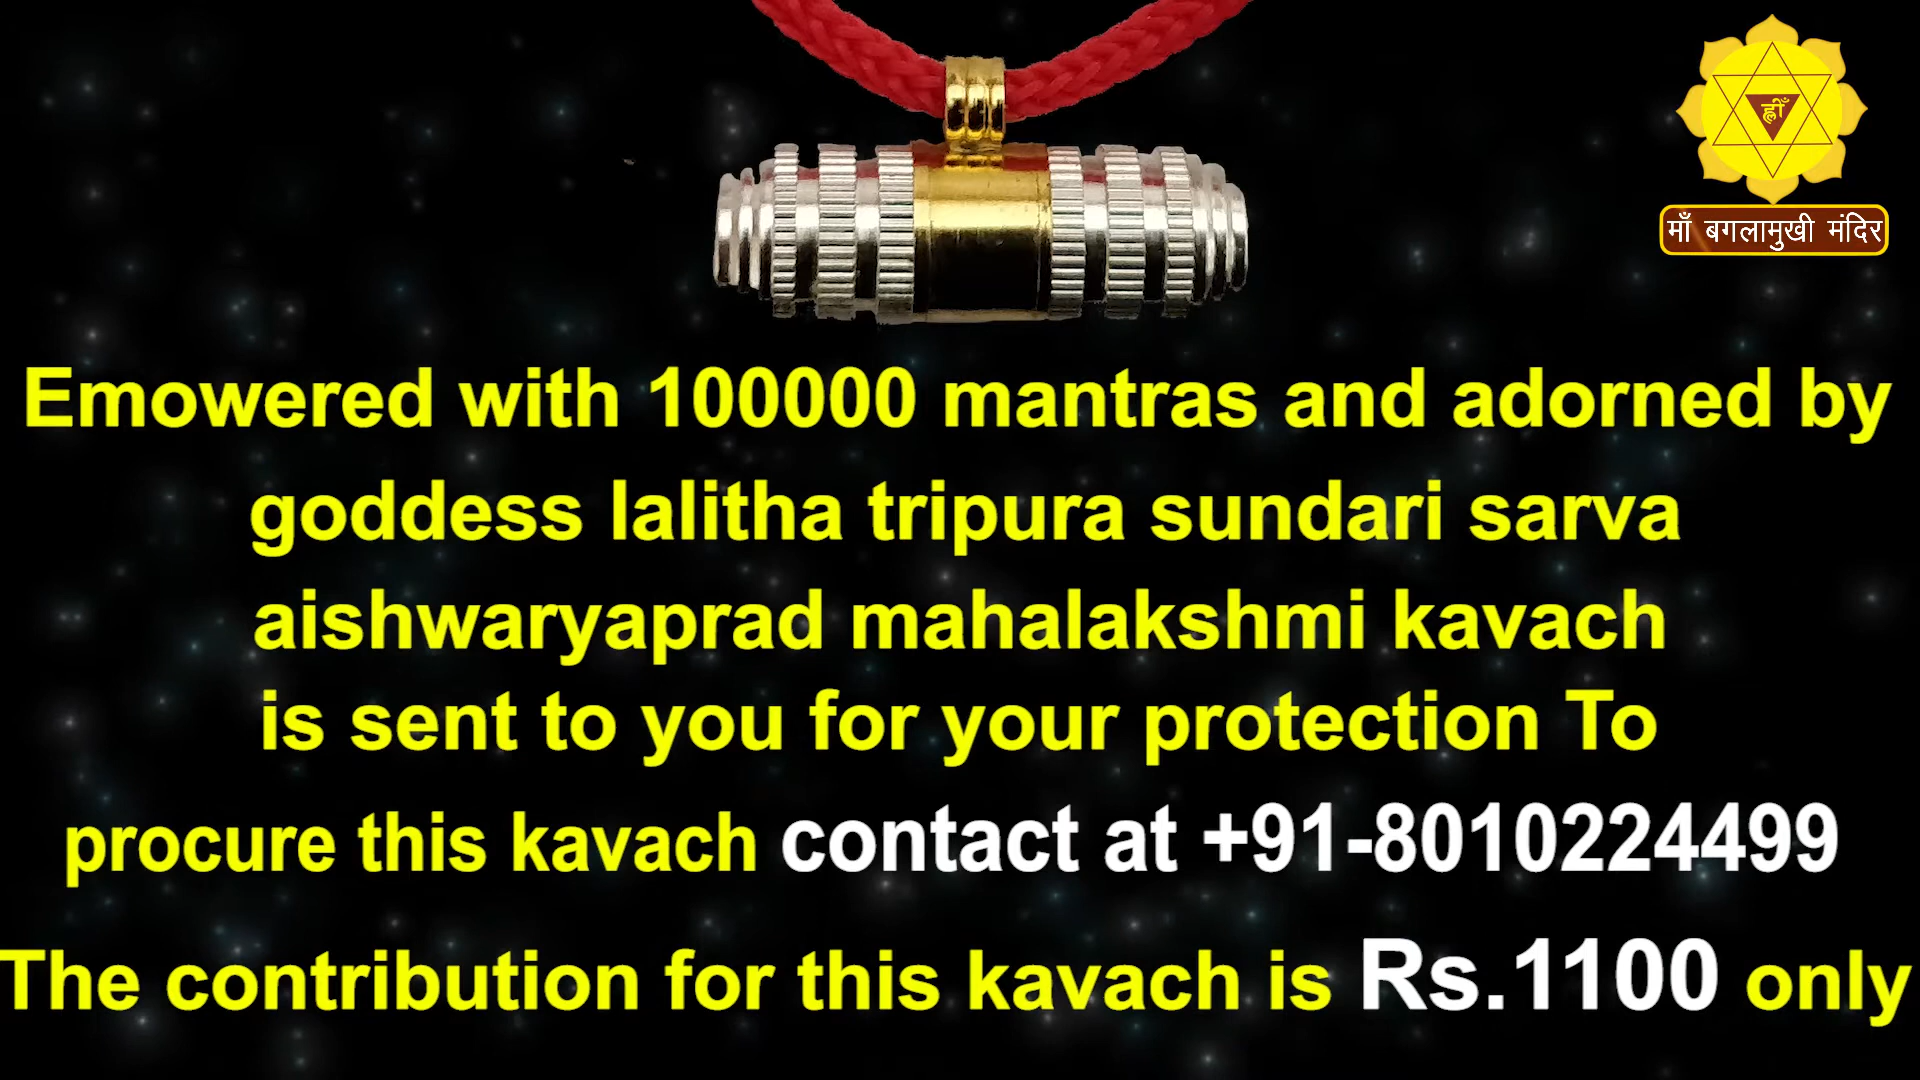 ह्लीं
माँ बगलामुखी मंदिर
Emowered with 100000 mantras and adorned by
goddess lalitha tripura sundari sarva
aishwaryaprad mahalakshmi kavach
is sent to you for your protection To
procure this kavach contact at +91-8010224499
The contribution for this kavach is Rs.1100 only